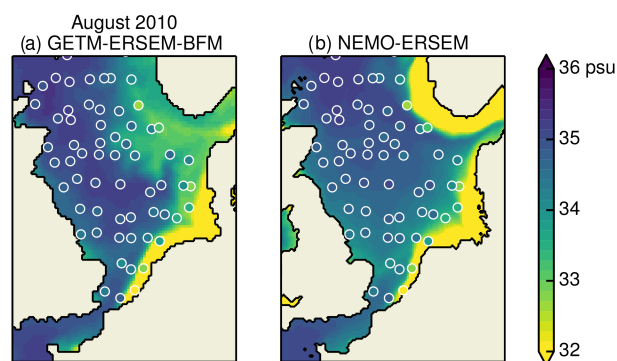 August 2010
(a) GETM-ERSEM-BFM
(b) NEMO-ERSEM
36 psu
35
34
33
32